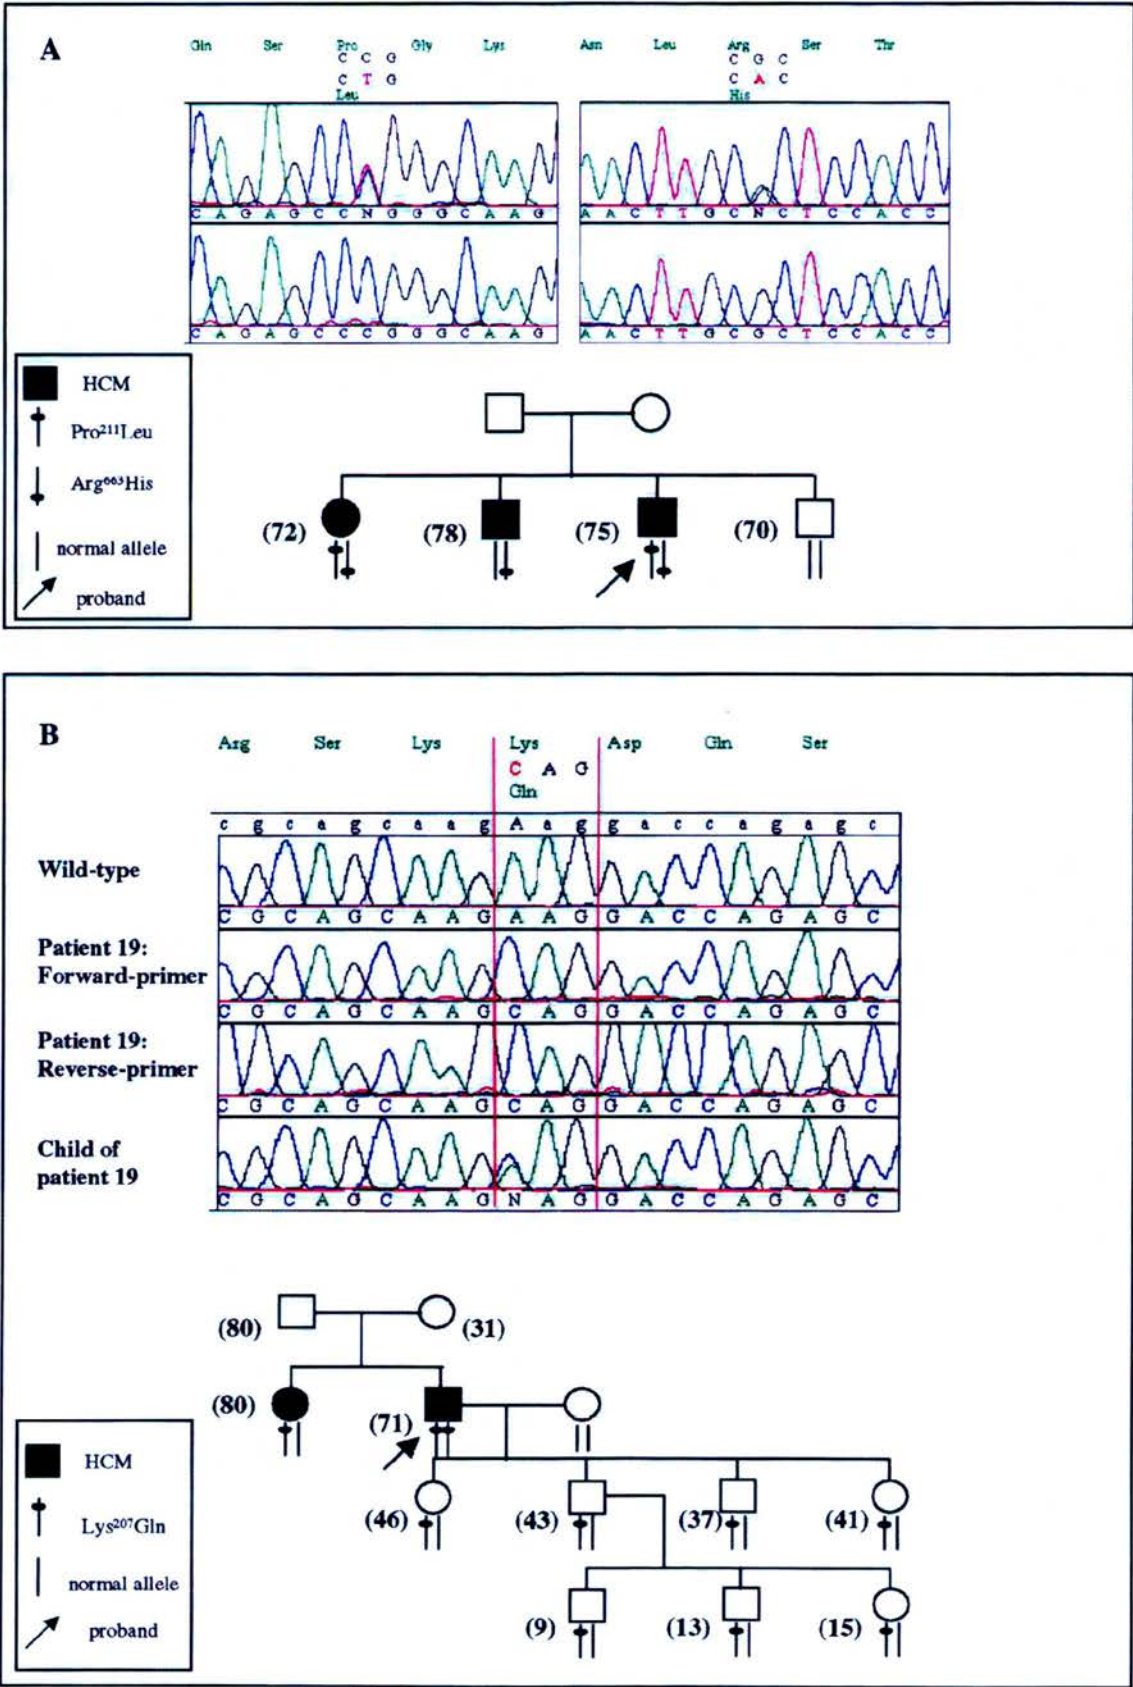 A
Gln Ser Pro Gly Lys Asn Leu Arg Ser Thr
C C G C G C
C T G C A C
Leu His
C A G A G C C N G G G C A A G A A C T T G C N C T C C A C C
C A G A G C C C G G G C A A G A A C T T G C G C T C C A C C
HCM
Pro²¹¹Leu
Arg⁶⁶³His
normal allele
proband
(72) (78) (75) (70)
B
Arg Ser Lys Lys Asp Gln Ser
C A G
Gln
c g c a g c a a g A a g g a c c a g a g c
Wild-type
C G C A G C A A G A A G G A C C A G A G C
Patient 19:
Forward-primer
C G C A G C A A G C A G G A C C A G A G C
Patient 19:
Reverse-primer
C G C A G C A A G C A G G A C C A G A G C
Child of
patient 19
C G C A G C A A G N A G G A C C A G A G C
(80) (31)
(80) (71)
HCM
Lys²⁰⁷Gln
normal allele
proband
(46) (43) (37) (41)
(9) (13) (15)